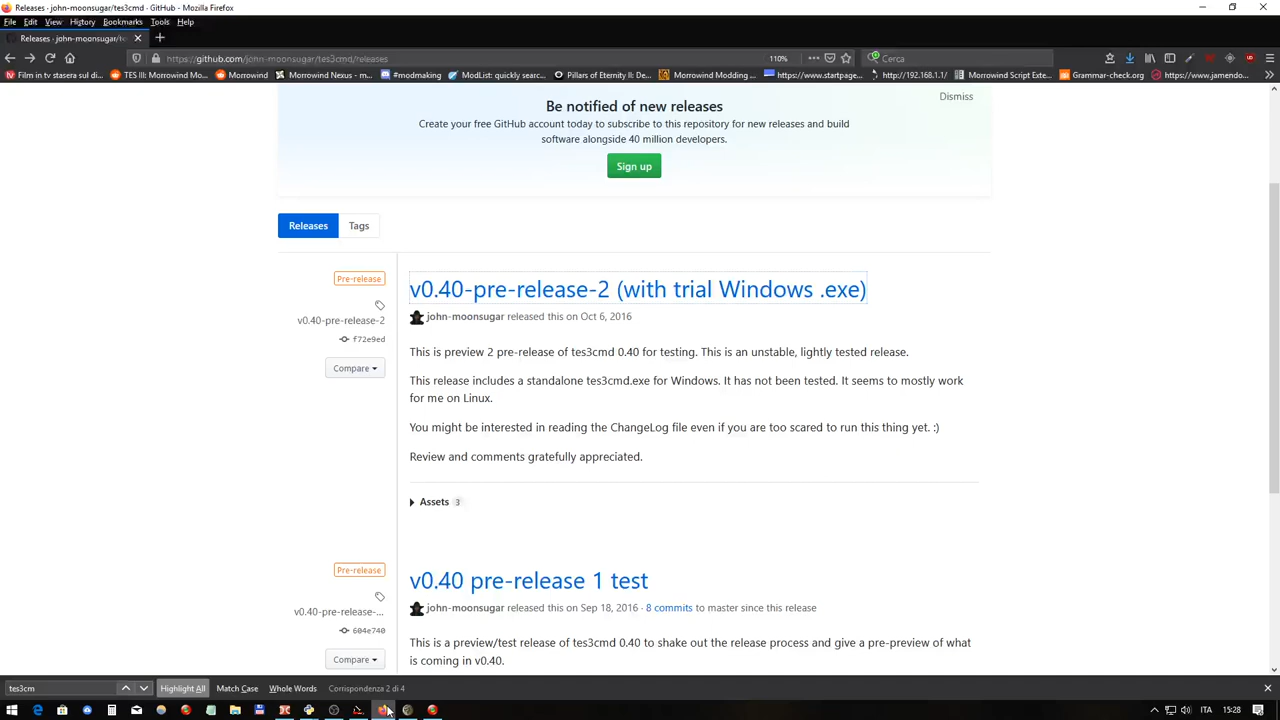 Releases · john-moonsugar/tes3cmd · GitHub - Mozilla Firefox
File Edit View History Bookmarks Tools Help
Releases · john-moonsugar/te
https://github.com/john-moonsugar/tes3cmd/releases
110%
Cerca
Film in tv stasera sul di...
TES III: Morrowind Mo...
Morrowind
Morrowind Nexus - m...
#modmaking
ModList: quickly searc...
Pillars of Eternity II: De...
Morrowind Modding ...
https://www.startpage...
http://192.168.1.1/
Morrowind Script Exte...
Grammar-check.org
https://www.jamendo...
Be notified of new releases
Dismiss
Create your free GitHub account today to subscribe to this repository for new releases and build
software alongside 40 million developers.
Sign up
Releases Tags
Pre-release
v0.40-pre-release-2
f72e9ed
Compare
v0.40-pre-release-2 (with trial Windows .exe)
john-moonsugar released this on Oct 6, 2016
This is preview 2 pre-release of tes3cmd 0.40 for testing. This is an unstable, lightly tested release.
This release includes a standalone tes3cmd.exe for Windows. It has not been tested. It seems to mostly work
for me on Linux.
You might be interested in reading the ChangeLog file even if you are too scared to run this thing yet. :)
Review and comments gratefully appreciated.
Assets 3
Pre-release
v0.40-pre-release-...
604e740
Compare
v0.40 pre-release 1 test
john-moonsugar released this on Sep 18, 2016 · 8 commits to master since this release
This is a preview/test release of tes3cmd 0.40 to shake out the release process and give a pre-preview of what
is coming in v0.40.
tes3cm
Highlight All Match Case Whole Words Corrispondenza 2 di 4
ITA 15:28